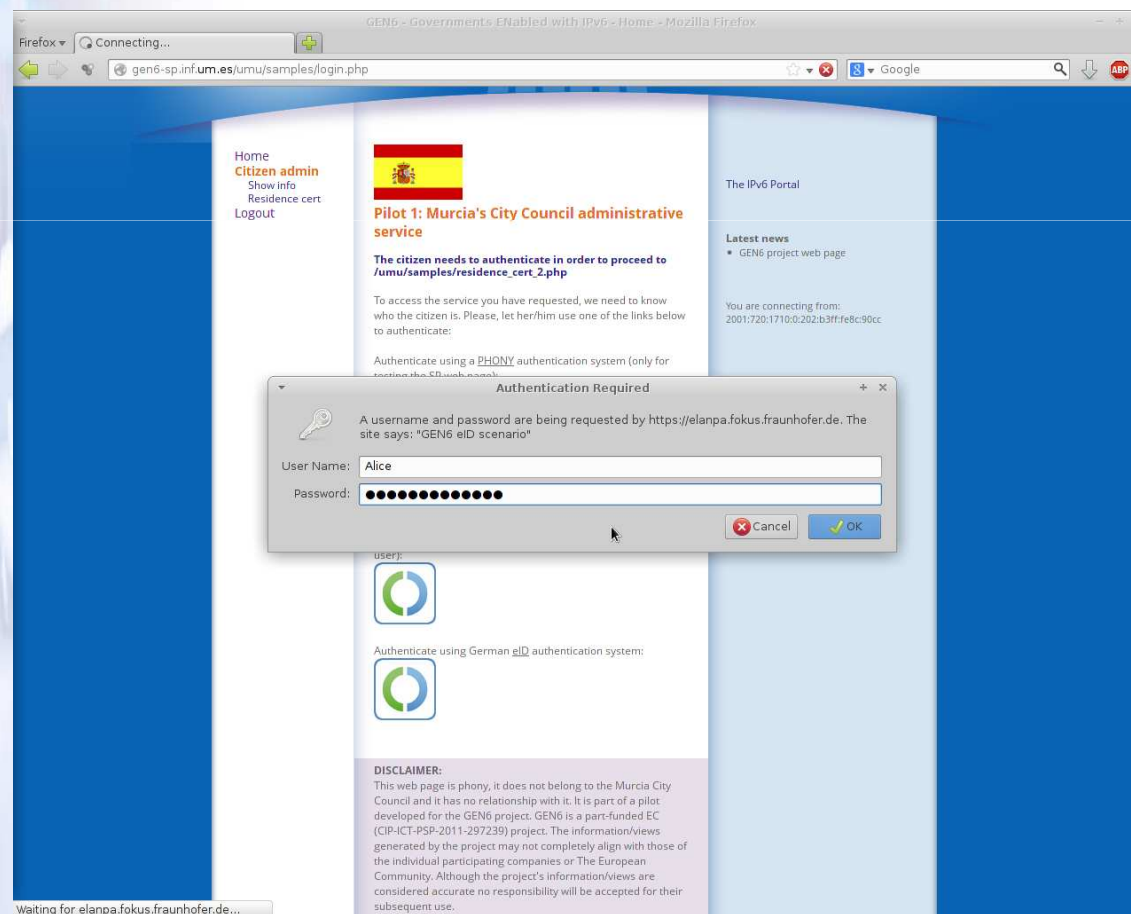 GEN6 - Governments ENabled with IPv6 - Home - Mozilla Firefox
Firefox
Connecting...
gen6-sp.inf.um.es/umu/samples/login.php
Google
ABP
Home
Citizen admin
Show info
Residence cert
Logout
Pilot 1: Murcia's City Council administrative
service
The citizen needs to authenticate in order to proceed to
/umu/samples/residence_cert_2.php
To access the service you have requested, we need to know
who the citizen is. Please, let her/him use one of the links below
to authenticate:
Authenticate using a PHONY authentication system (only for
testing the SP web page):
The IPv6 Portal
Latest news
• GEN6 project web page
You are connecting from:
2001:720:1710:0:202:b3ff:fe8c:90cc
Authentication Required
A username and password are being requested by https://elanpa.fokus.fraunhofer.de. The
site says: "GEN6 eID scenario"
User Name: Alice
Password: ●●●●●●●●●●●●●
Cancel
OK
user):
Authenticate using German eID authentication system:
DISCLAIMER:
This web page is phony, it does not belong to the Murcia City
Council and it has no relationship with it. It is part of a pilot
developed for the GEN6 project. GEN6 is a part-funded EC
(CIP-ICT-PSP-2011-297239) project. The information/views
generated by the project may not completely align with those of
the individual participating companies or The European
Community. Although the project's information/views are
considered accurate no responsibility will be accepted for their
subsequent use.
Waiting for elanpa.fokus.fraunhofer.de...